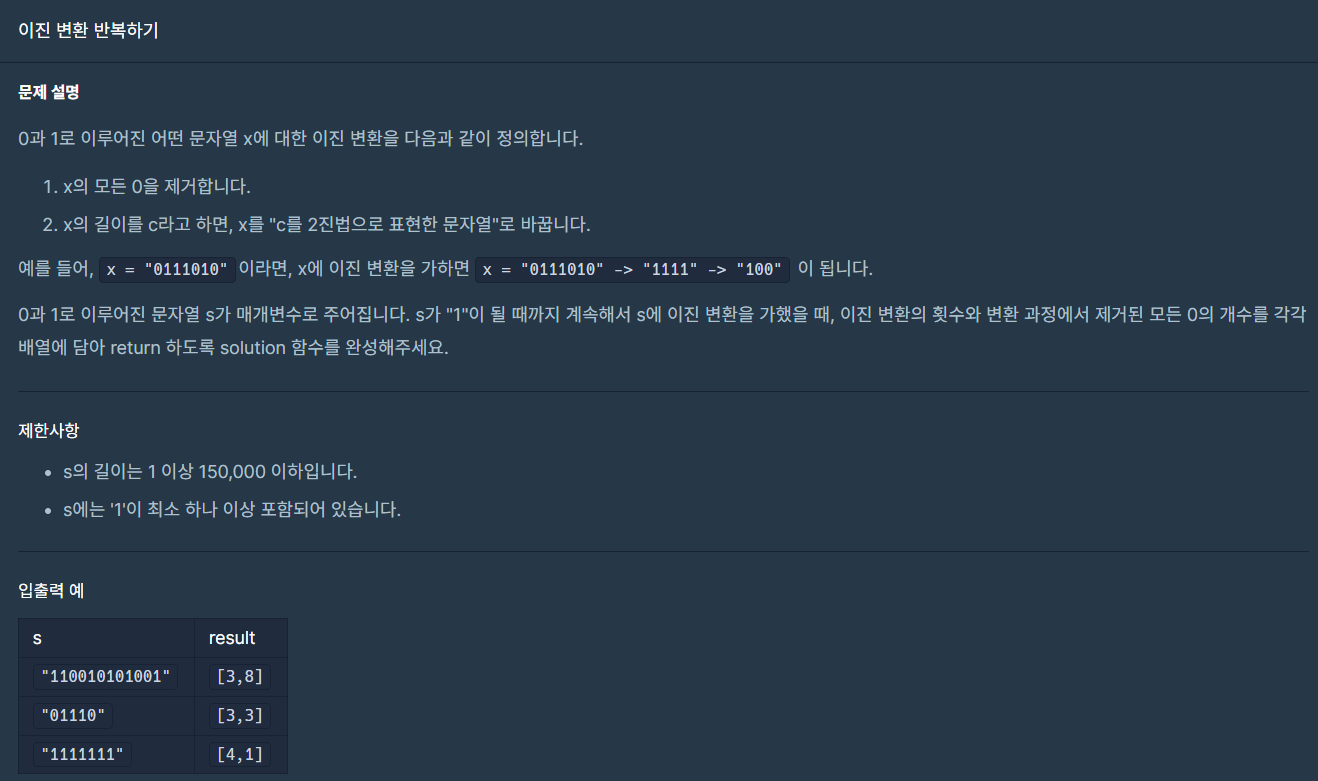 이진 변환 반복하기
문제 설명
0과 1로 이루어진 어떤 문자열 x에 대한 이진 변환을 다음과 같이 정의합니다.
1. x의 모든 0을 제거합니다.
2. x의 길이를 c라고 하면, x를 "c를 2진법으로 표현한 문자열"로 바꿉니다.
예를 들어, x = "0111010" 이라면, x에 이진 변환을 가하면 x = "0111010" -> "1111" -> "100" 이 됩니다.
0과 1로 이루어진 문자열 s가 매개변수로 주어집니다. s가 "1"이 될 때까지 계속해서 s에 이진 변환을 가했을 때, 이진 변환의 횟수와 변환 과정에서 제거된 모든 0의 개수를 각각
배열에 담아 return 하도록 solution 함수를 완성해주세요.
제한사항
• s의 길이는 1 이상 150,000 이하입니다.
• s에는 '1'이 최소 하나 이상 포함되어 있습니다.
입출력 예
s result
"110010101001" [3,8]
"01110" [3,3]
"1111111" [4,1]